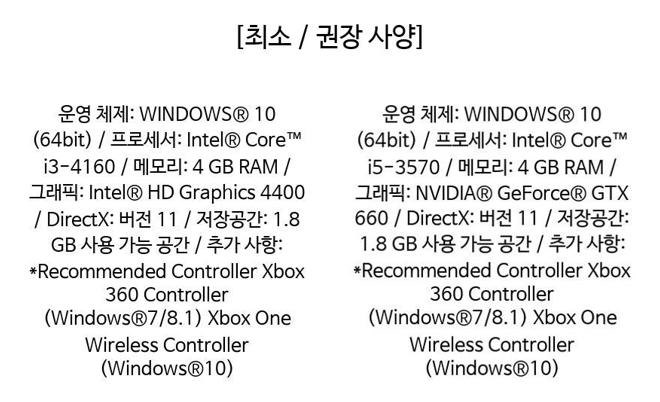 [최소 / 권장 사양]
운영 체제: WINDOWS® 10
(64bit) / 프로세서: Intel® Core™
i3-4160 / 메모리: 4 GB RAM /
그래픽: Intel® HD Graphics 4400
/ DirectX: 버전 11 / 저장공간: 1.8
GB 사용 가능 공간 / 추가 사항:
*Recommended Controller Xbox
360 Controller
(Windows®7/8.1) Xbox One
Wireless Controller
(Windows®10)
운영 체제: WINDOWS® 10
(64bit) / 프로세서: Intel® Core™
i5-3570 / 메모리: 4 GB RAM /
그래픽: NVIDIA® GeForce® GTX
660 / DirectX: 버전 11 / 저장공간:
1.8 GB 사용 가능 공간 / 추가 사항:
*Recommended Controller Xbox
360 Controller
(Windows®7/8.1) Xbox One
Wireless Controller
(Windows®10)